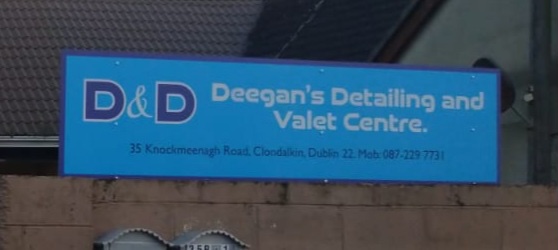 D&D
Deegan's Detailing and
Valet Centre.
35 Knockmeenagh Road, Clondalkin, Dublin 22. Mob: 087-229 7731